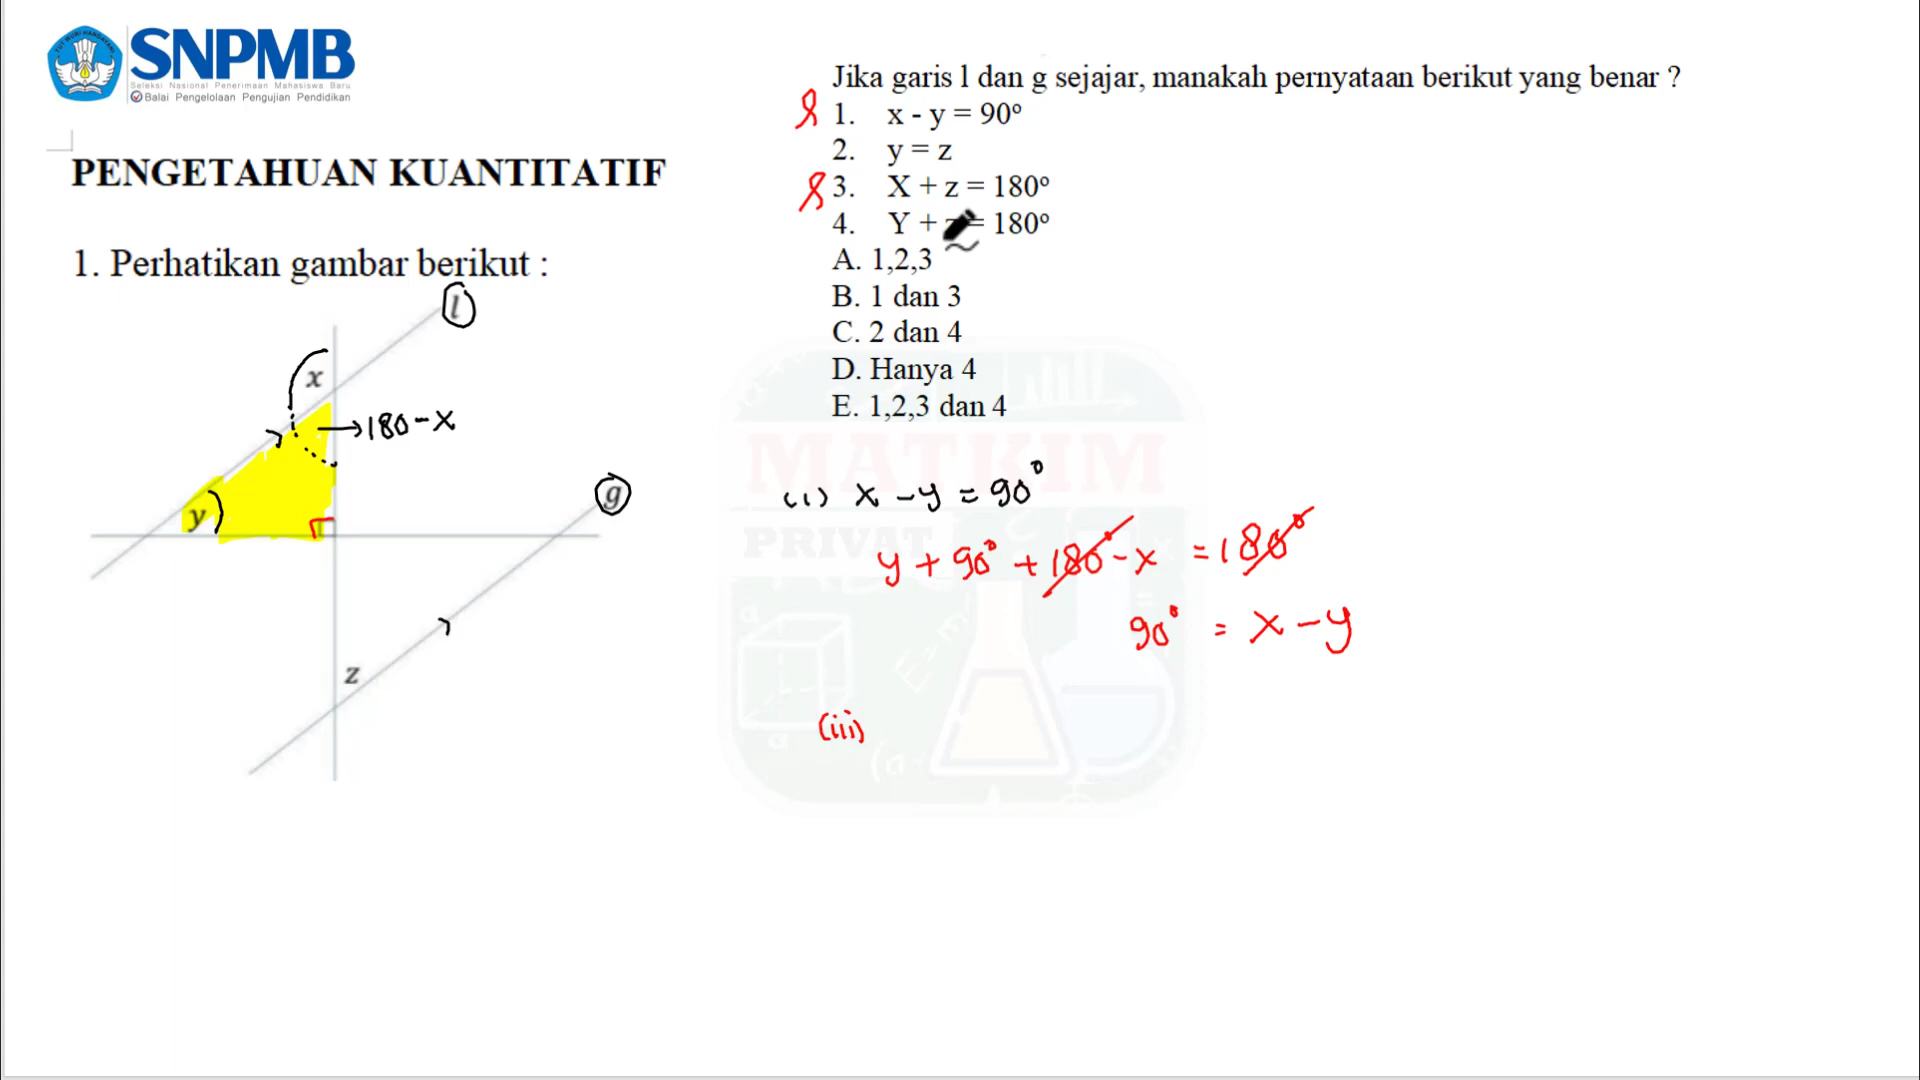 SNPMB
Seleksi Nasional Penerimaan Mahasiswa Baru
Balai Pengelolaan Pengujian Pendidikan
PENGETAHUAN KUANTITATIF
1. Perhatikan gambar berikut :
l
x
→180-x
y
g
z
Jika garis l dan g sejajar, manakah pernyataan berikut yang benar ?
1. x - y = 90°
2. y = z
3. X + z = 180°
4. Y + = 180°
A. 1,2,3
B. 1 dan 3
C. 2 dan 4
D. Hanya 4
E. 1,2,3 dan 4
MATKIM
PRIVAT
(i) x - y = 90°
y + 90° + 180° - x = 180°
90° = x - y
(iii)